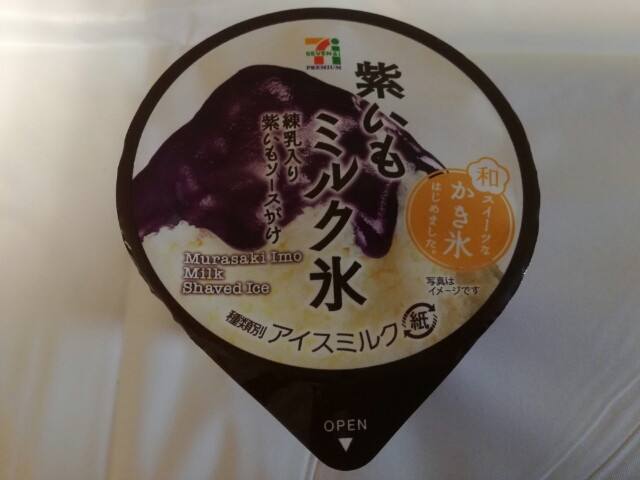 SEVEN & i
PREMIUM
紫いも
ミルク氷
練乳入り
紫いもソースがけ
Murasaki Imo
Milk
Shaved Ice
和
スイーツな
かき氷
はじめました。
写真は
イメージです
種類別 アイスミルク
紙
OPEN